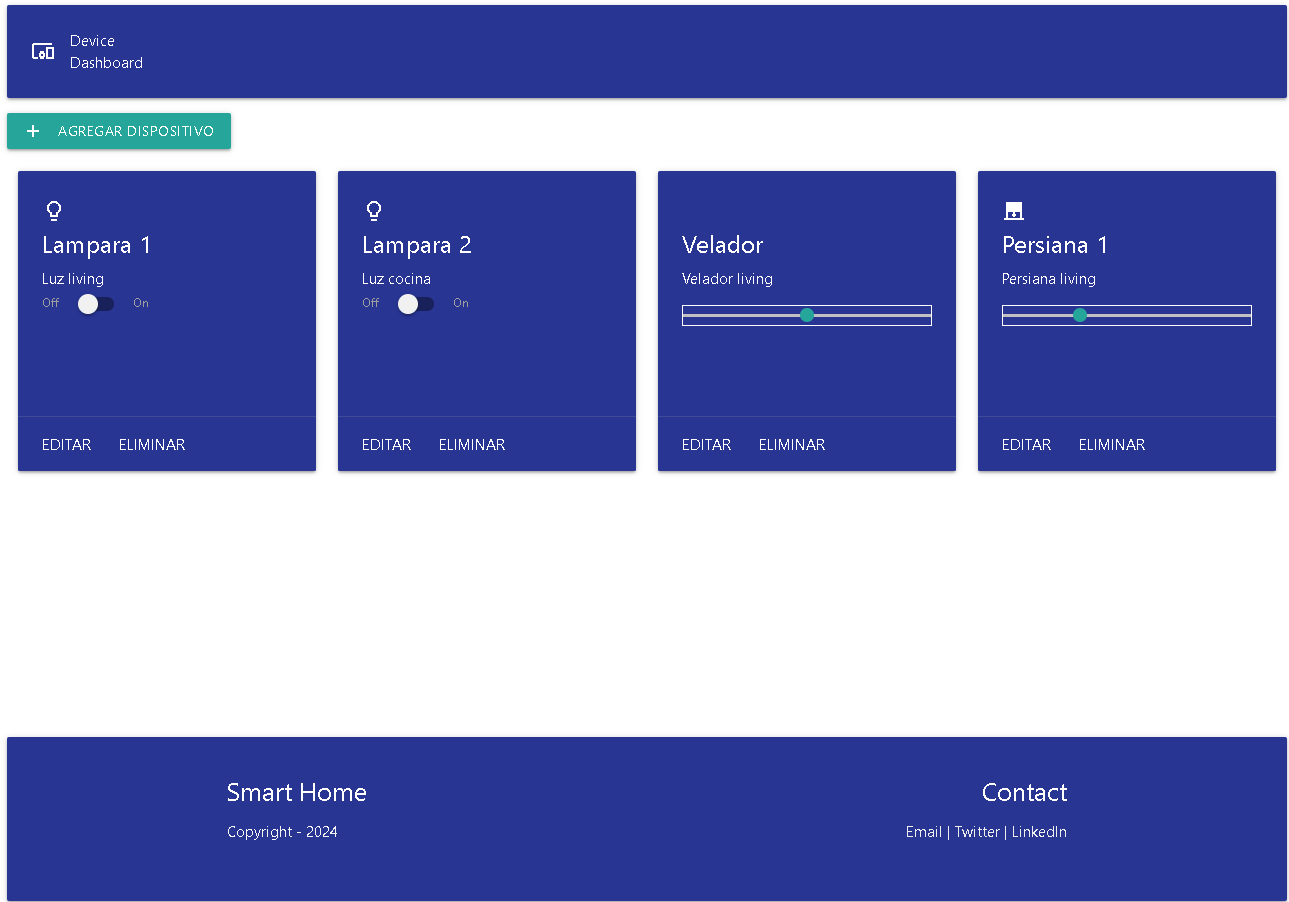 Device
Dashboard
AGREGAR DISPOSITIVO
Lampara 1
Luz living
Off On
EDITAR ELIMINAR
Lampara 2
Luz cocina
Off On
EDITAR ELIMINAR
Velador
Velador living
EDITAR ELIMINAR
Persiana 1
Persiana living
EDITAR ELIMINAR
Smart Home
Copyright - 2024
Contact
Email | Twitter | LinkedIn